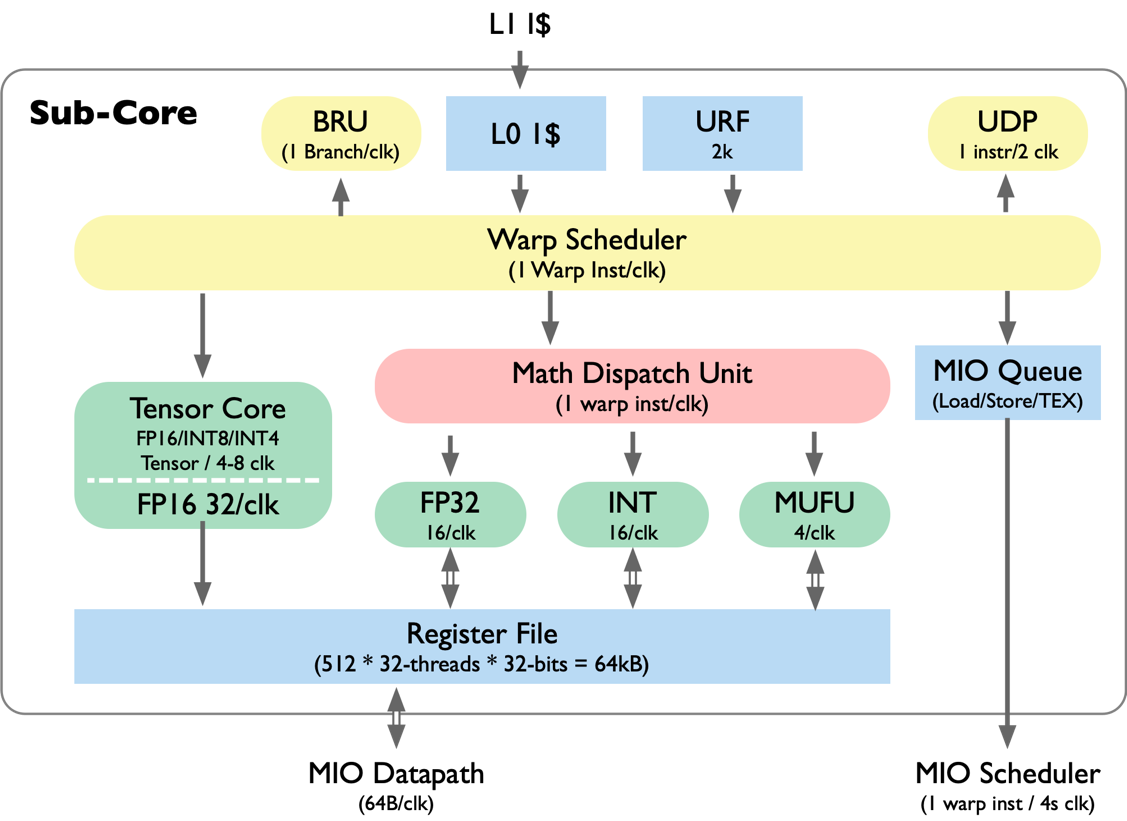 L1 1$
Sub-Core
BRU
(1 Branch/clk)
L0 1$
URF
2k
UDP
1 instr/2 clk
Warp Scheduler
(1 Warp Inst/clk)
Math Dispatch Unit
(1 warp inst/clk)
MIO Queue
(Load/Store/TEX)
Tensor Core
FP16/INT8/INT4
Tensor / 4-8 clk
FP16 32/clk
FP32
16/clk
INT
16/clk
MUFU
4/clk
Register File
(512 * 32-threads * 32-bits = 64kB)
MIO Datapath
(64B/clk)
MIO Scheduler
(1 warp inst / 4s clk)